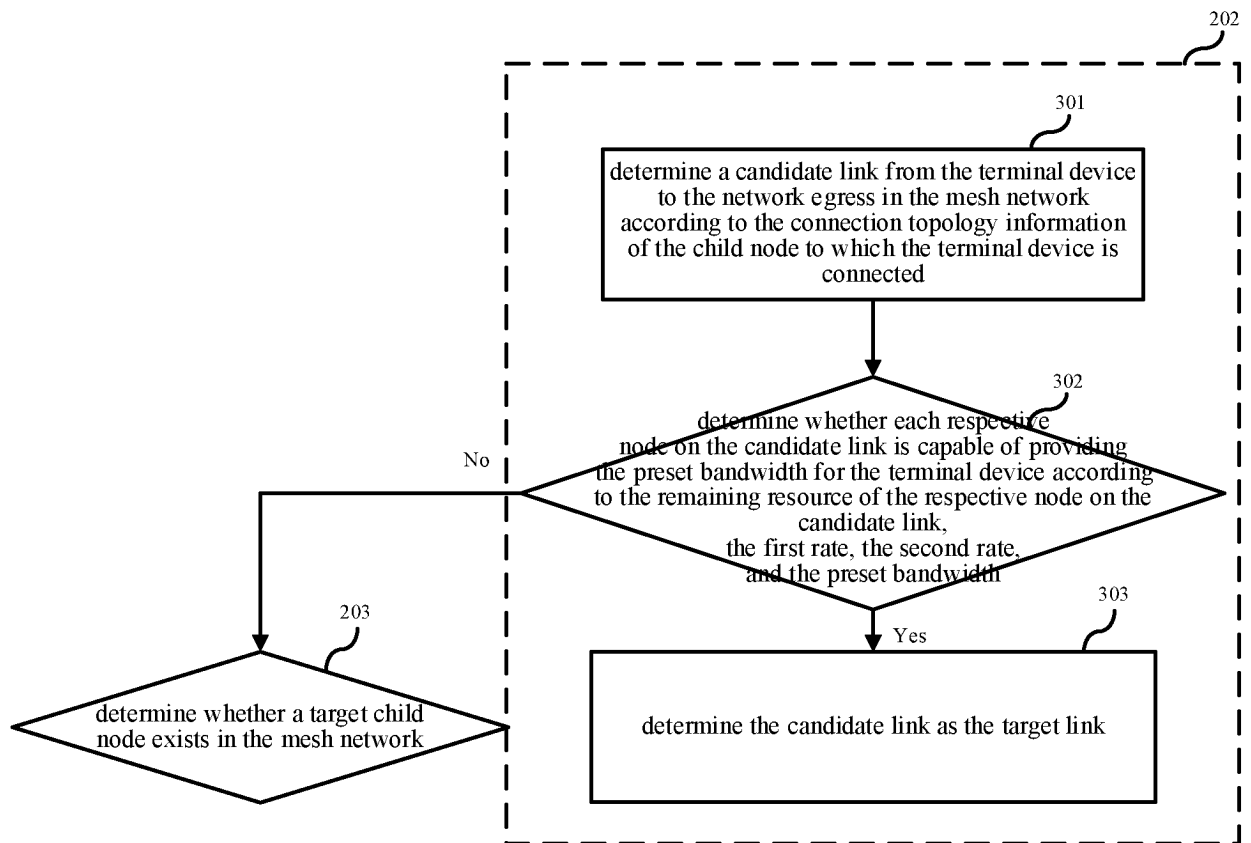 202
301
determine a candidate link from the terminal device
to the network egress in the mesh network
according to the connection topology information
of the child node to which the terminal device is
connected
302
determine whether each respective
node on the candidate link is capable of providing
the preset bandwidth for the terminal device according
to the remaining resource of the respective node on the
candidate link,
the first rate, the second rate,
and the preset bandwidth
No
Yes
203
determine whether a target child
node exists in the mesh network
303
determine the candidate link as the target link